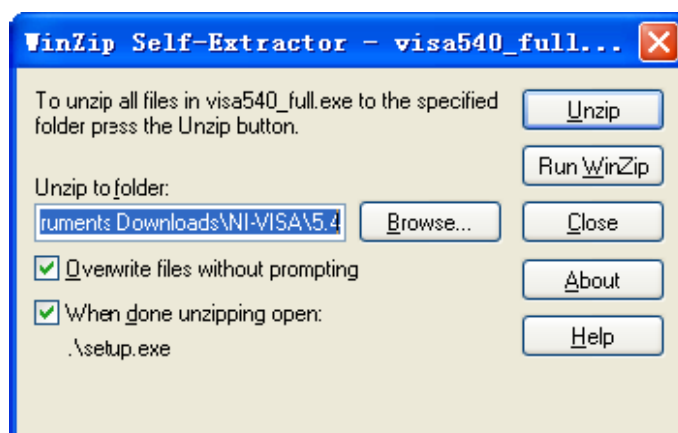 WinZip Self-Extractor - visa540_full...
To unzip all files in visa540_full.exe to the specified
folder press the Unzip button.
Unzip to folder:
ruments Downloads\NI-VISA\5.4
Browse...
Overwrite files without prompting
When done unzipping open:
.\setup.exe
Unzip
Run WinZip
Close
About
Help